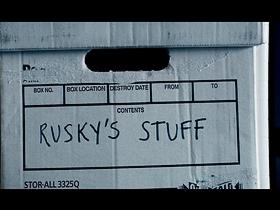 BOX NO. BOX LOCATION DESTROY DATE FROM TO
CONTENTS
RUSKY'S STUFF
STOR-ALL 3325Q